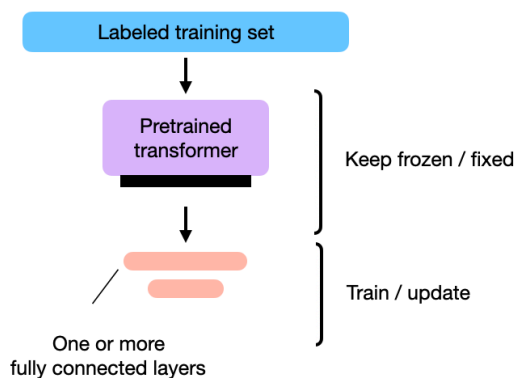 Labeled training set
Pretrained
transformer
Keep frozen / fixed
Train / update
One or more
fully connected layers